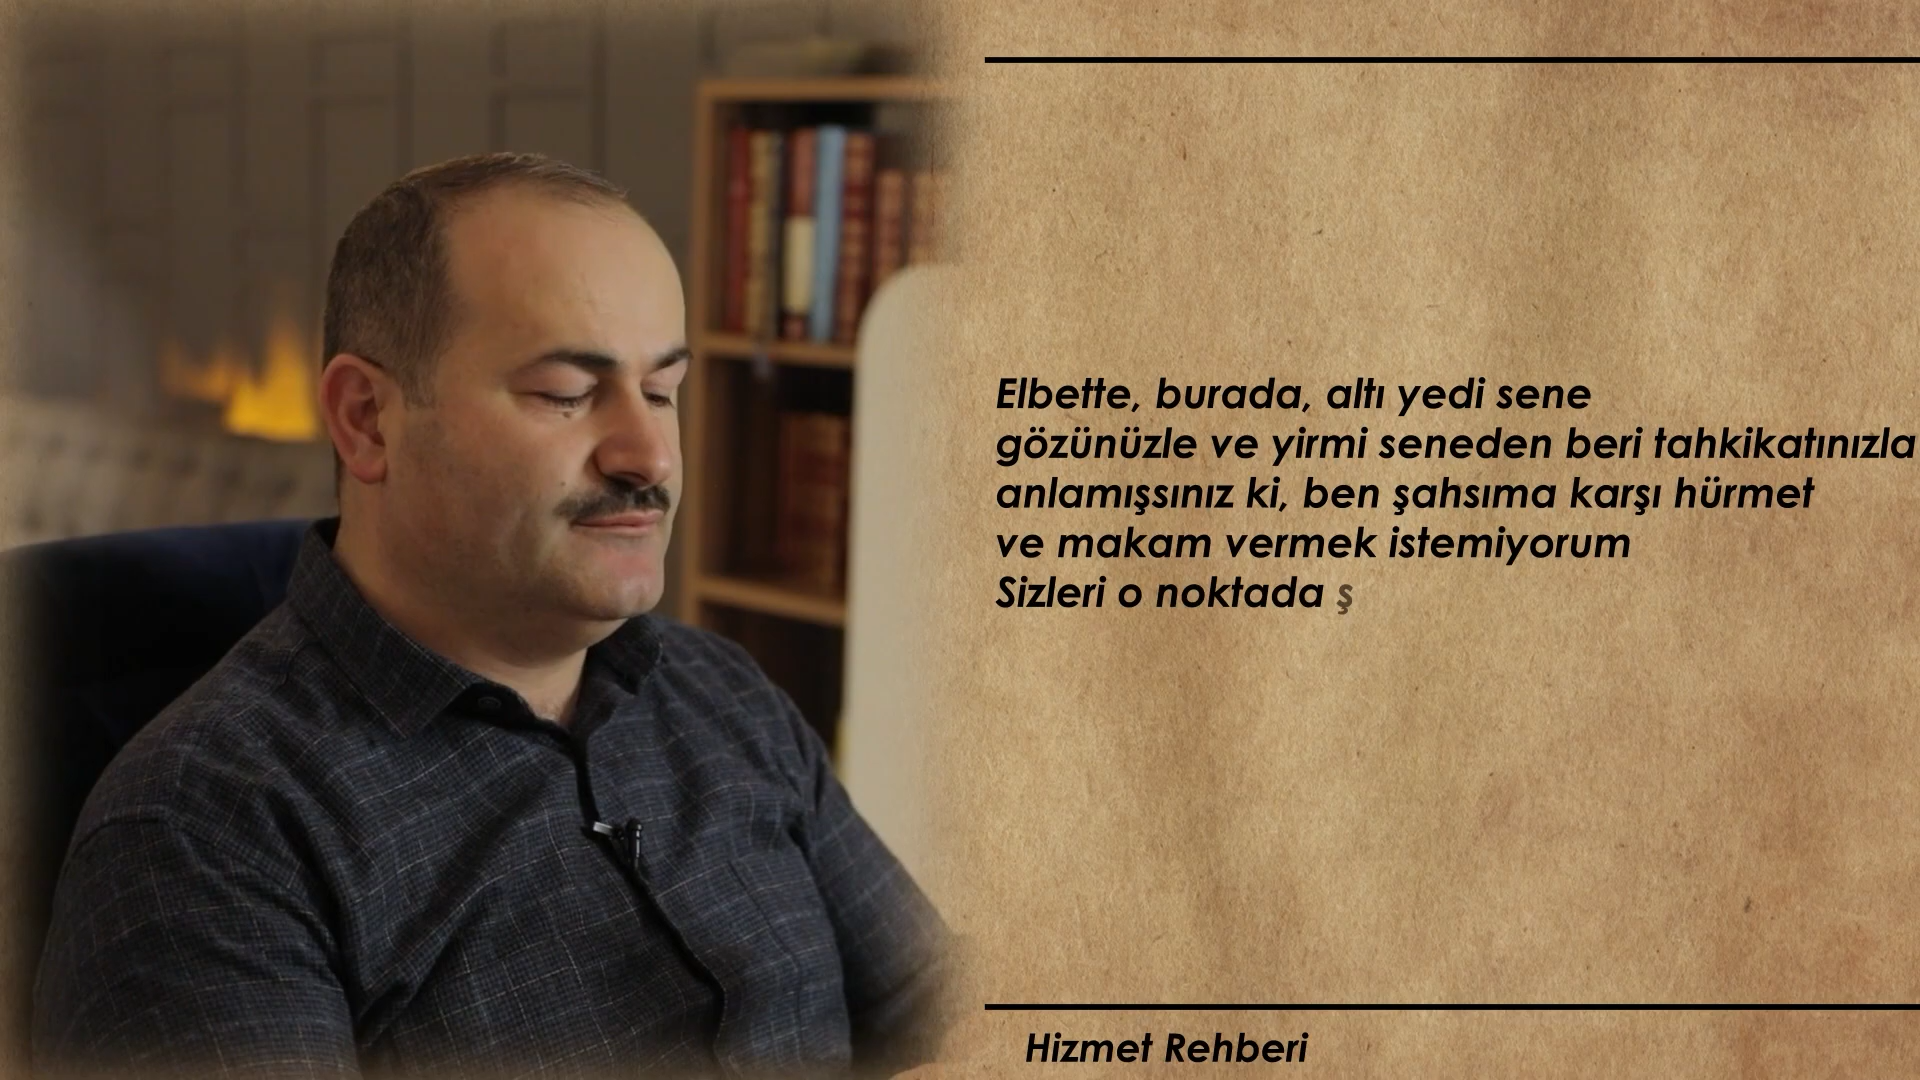 Elbette, burada, altı yedi sene
gözünüzle ve yirmi seneden beri tahkikatınızla
anlamışsınız ki, ben şahsıma karşı hürmet
ve makam vermek istemiyorum
Sizleri o noktada ş
Hizmet Rehberi